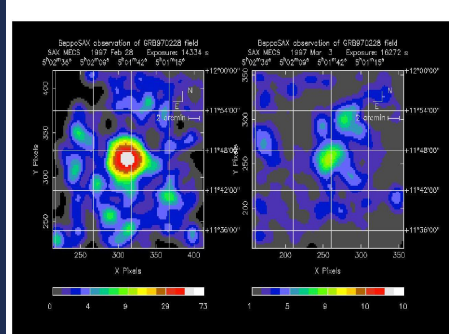 BeppoSAX observation of GRB970228 field
SAX MECS 1997 Feb 28 Exposure: 14334 s
5ʰ02ᵐ36ˢ 5ʰ02ᵐ09ˢ 5ʰ01ᵐ42ˢ 5ʰ01ᵐ15ˢ
+12°00'00"
+11°54'00"
+11°48'00"
+11°42'00"
+11°36'00"
N
E
2 arcmin
Y Pixels
400
350
300
250
250 300 350 400
X Pixels
0 4 9 29 73
BeppoSAX observation of GRB970228 field
SAX MECS 1997 Mar 3 Exposure: 16272 s
5ʰ02ᵐ36ˢ 5ʰ02ᵐ09ˢ 5ʰ01ᵐ42ˢ 5ʰ01ᵐ15ˢ
+12°00'00"
+11°54'00"
+11°48'00"
+11°42'00"
+11°36'00"
N
E
2 arcmin
Y Pixels
350
300
250
200
200 250 300 350
X Pixels
1 5 9 10 10